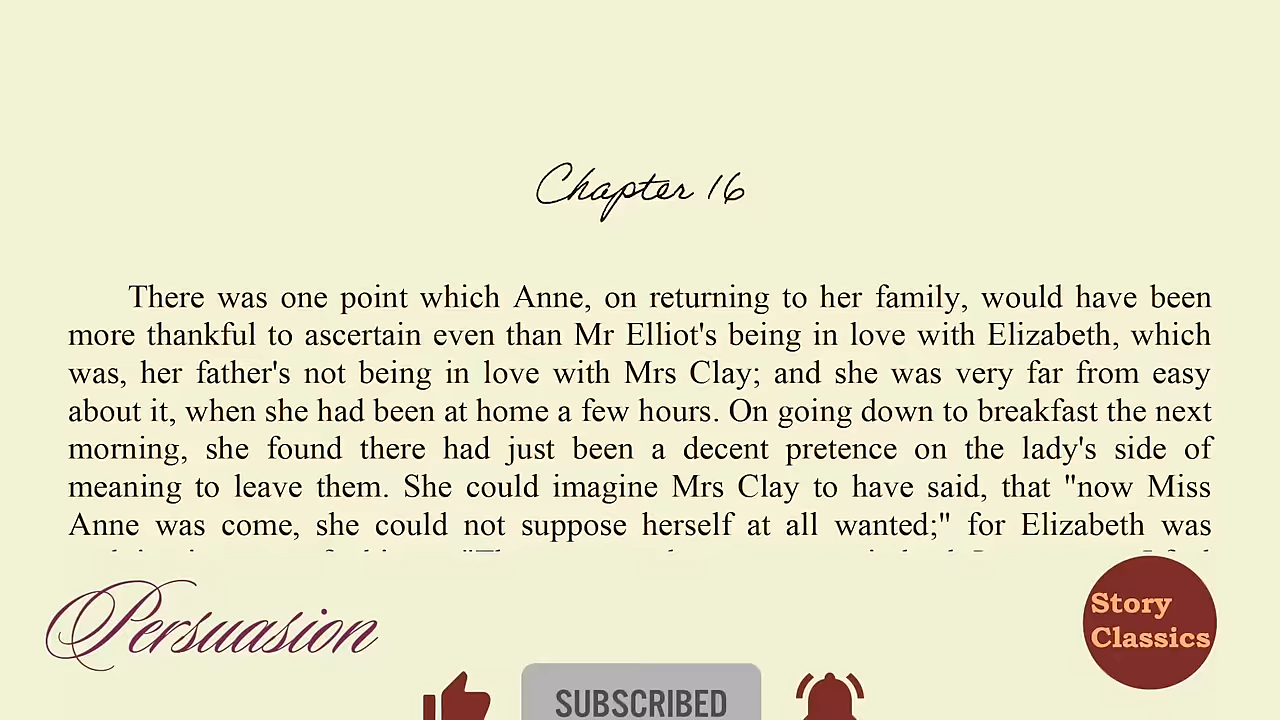 Chapter 16
There was one point which Anne, on returning to her family, would have been
more thankful to ascertain even than Mr Elliot's being in love with Elizabeth, which
was, her father's not being in love with Mrs Clay; and she was very far from easy
about it, when she had been at home a few hours. On going down to breakfast the next
morning, she found there had just been a decent pretence on the lady's side of
meaning to leave them. She could imagine Mrs Clay to have said, that "now Miss
Anne was come, she could not suppose herself at all wanted;" for Elizabeth was
Persuasion
Story
Classics
SUBSCRIBED